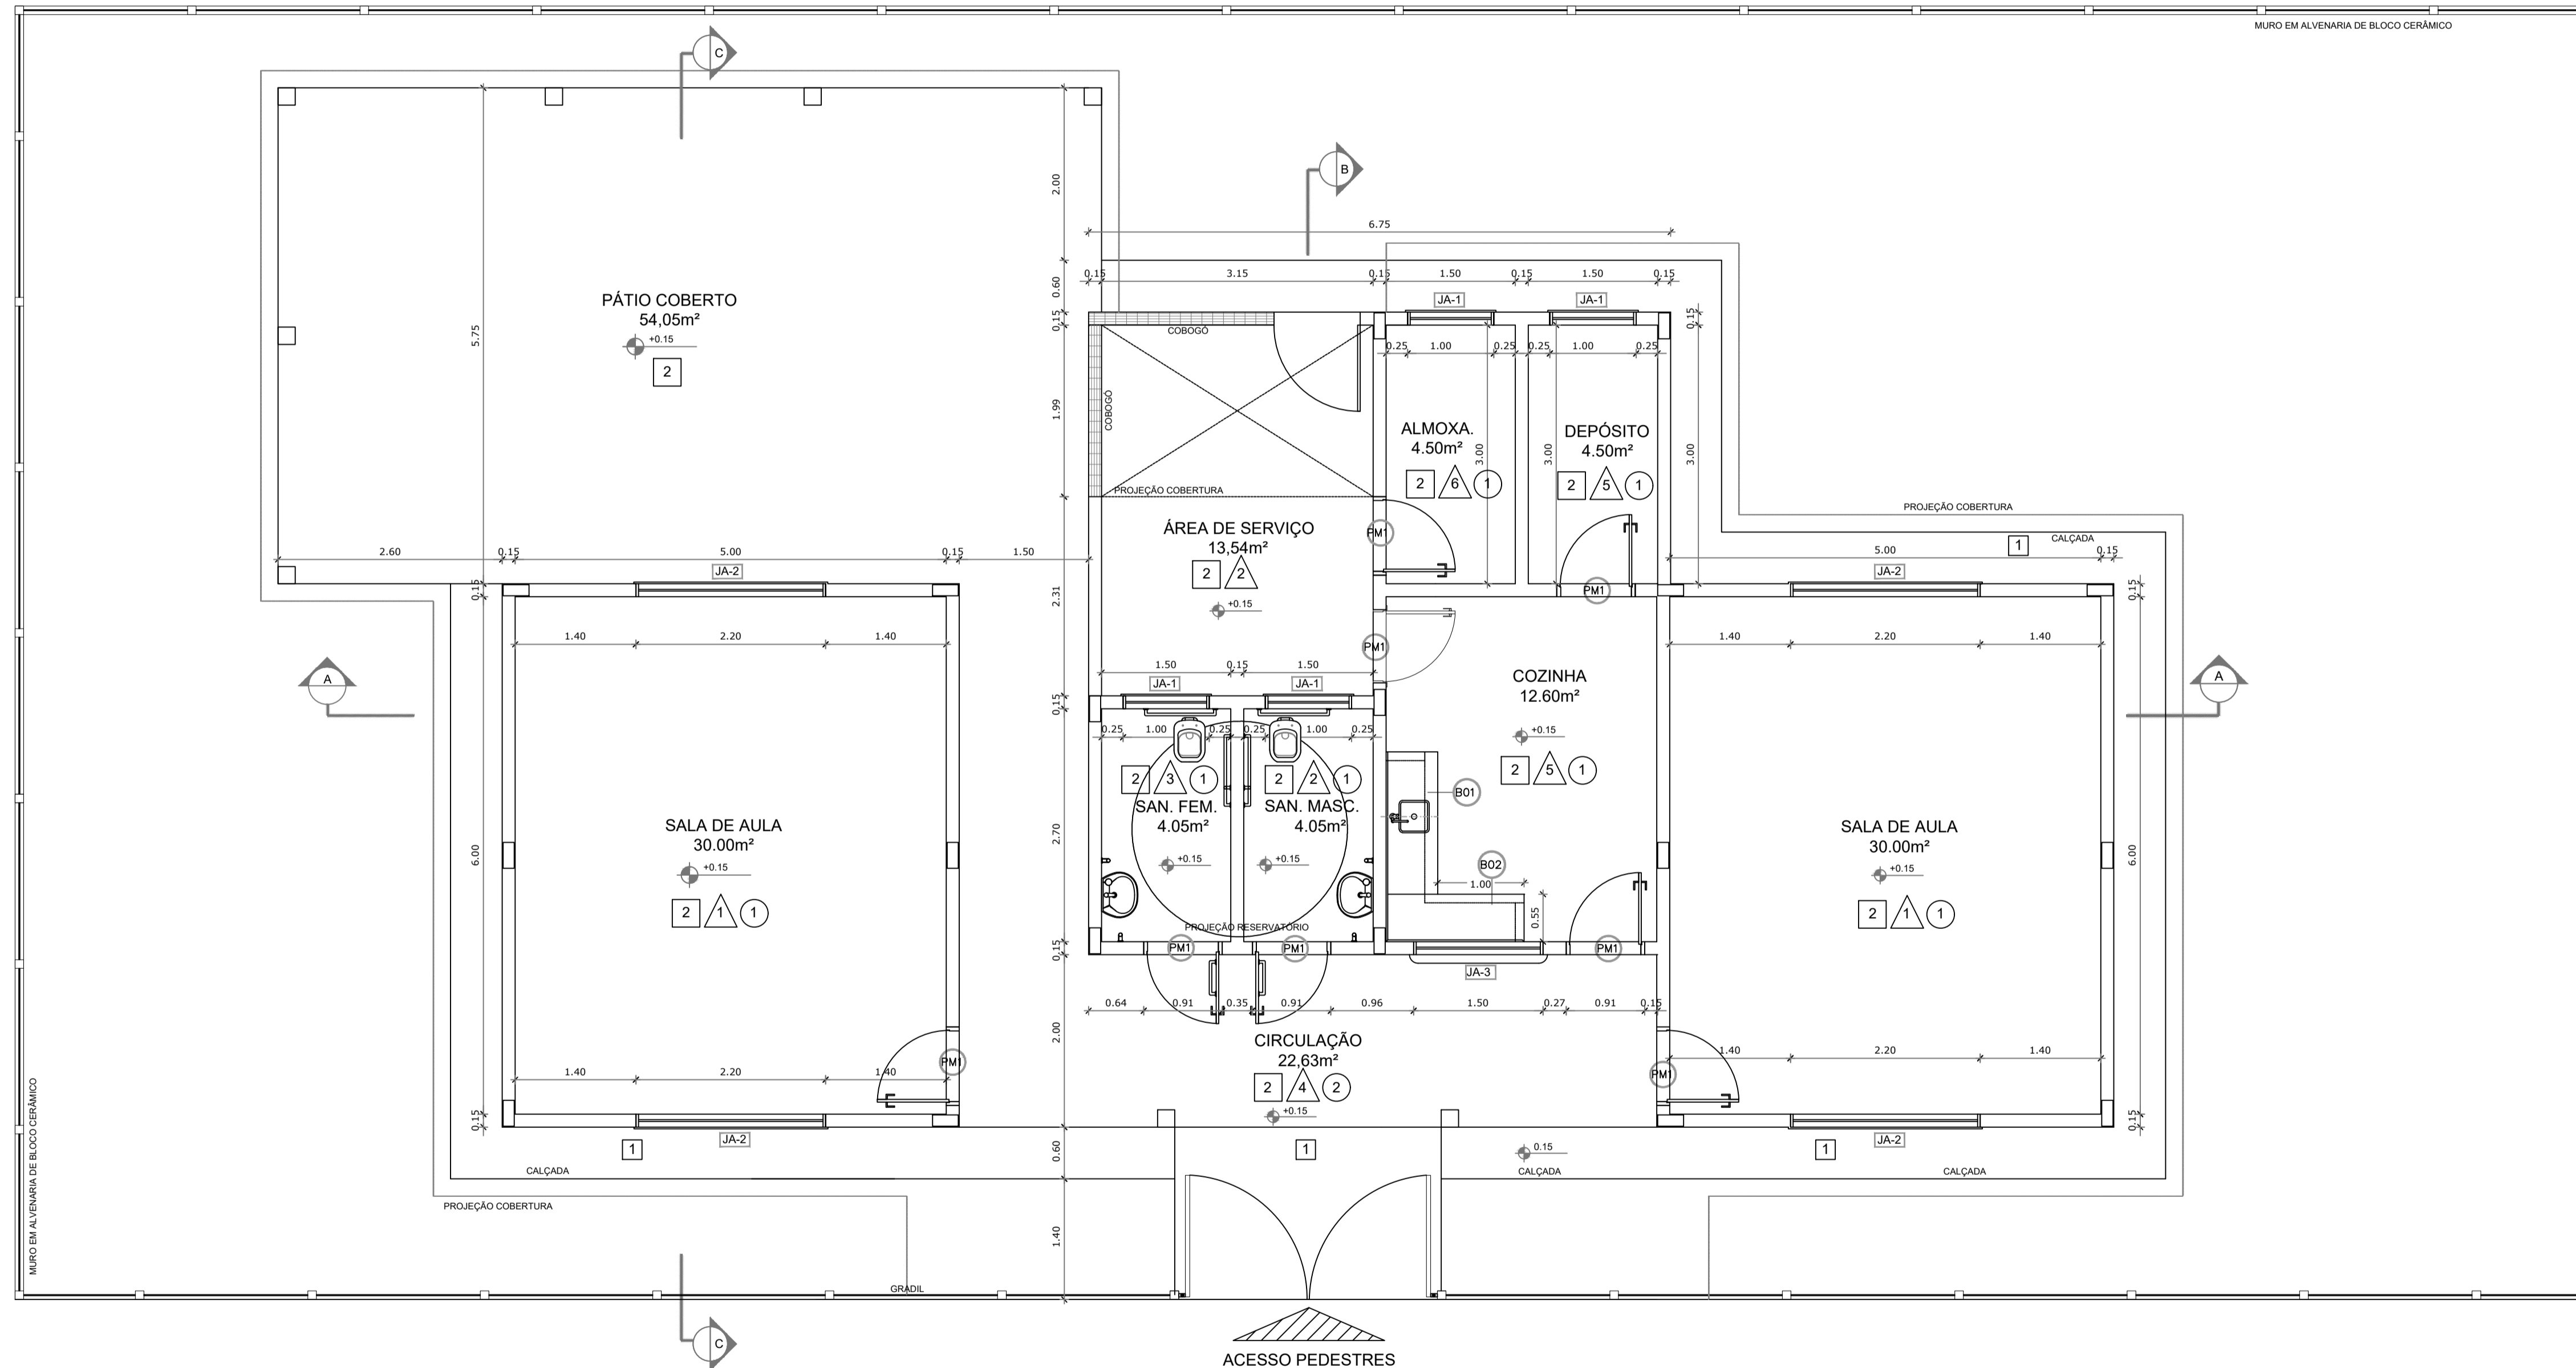 MURO EM ALVENARIA DE BLOCO CERÂMICO
C
B
2.00
6.75
0.60
0.15
3.15
0.15
1.50
0.15
1.50
0.15
JA-1
JA-1
PÁTIO COBERTO
54,05m²
+0.15
2
5.75
0.15
COBOGÓ
0.15
0.25
1.00
0.25
0.25
1.00
0.25
1.99
COBOGÓ
ALMOXA.
4.50m²
3.00
2
6
1
DEPÓSITO
4.50m²
3.00
2
5
1
3.00
PROJEÇÃO COBERTURA
PROJEÇÃO COBERTURA
ÁREA DE SERVIÇO
13,54m²
2
2
+0.15
PM1
CALÇADA
1
2.60
0.15
5.00
0.15
1.50
5.00
0.15
JA-2
JA-2
0.15
2.31
PM1
0.15
1.40
2.20
1.40
PM1
1.40
2.20
1.40
1.50
0.15
1.50
JA-1
JA-1
A
A
COZINHA
12.60m²
+0.15
2
5
1
0.15
0.25
1.00
0.25
0.25
1.00
0.25
2
3
1
SAN. FEM.
4.05m²
+0.15
2
2
1
SAN. MASC.
4.05m²
+0.15
B01
B02
1.00
0.55
2.70
SALA DE AULA
30.00m²
+0.15
2
1
1
6.00
SALA DE AULA
30.00m²
+0.15
2
1
1
6.00
PROJEÇÃO RESERVATÓRIO
0.15
PM1
PM1
PM1
JA-3
0.64
0.91
0.35
0.91
0.96
1.50
0.27
0.91
0.15
2.00
CIRCULAÇÃO
22,63m²
2
4
2
+0.15
PM1
PM1
1.40
2.20
1.40
1.40
2.20
1.40
0.15
0.15
JA-2
JA-2
1
0.60
1
0.15
1
CALÇADA
CALÇADA
CALÇADA
PROJEÇÃO COBERTURA
1.40
MURO EM ALVENARIA DE BLOCO CERÂMICO
GRADIL
C
ACESSO PEDESTRES